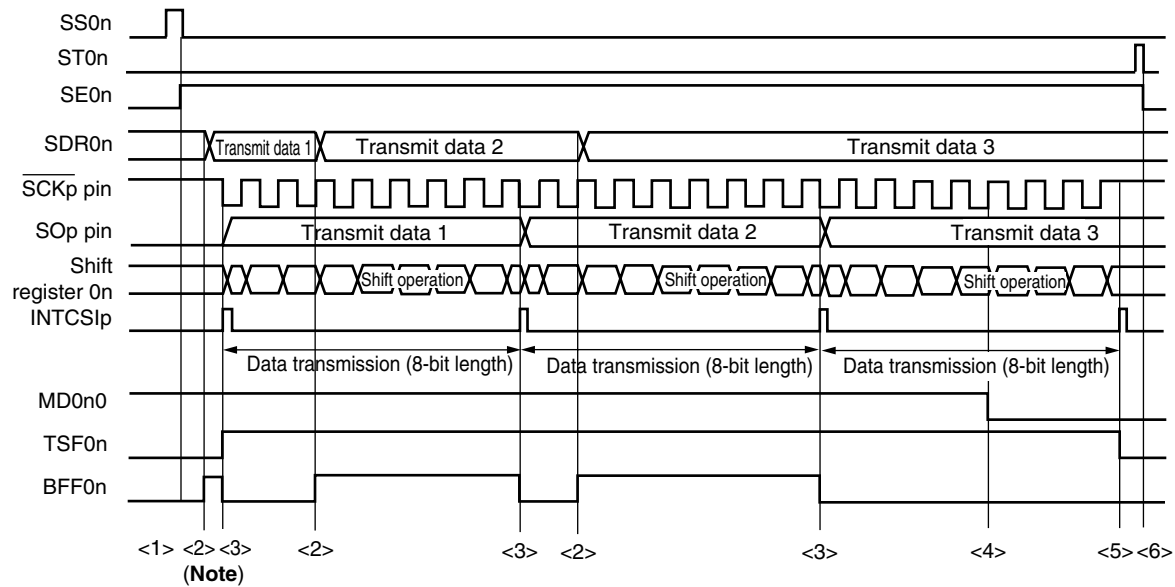 SS0n
ST0n
SE0n
SDR0n Transmit data 1 Transmit data 2 Transmit data 3
SCKp pin
SOp pin Transmit data 1 Transmit data 2 Transmit data 3
Shift
register 0n Shift operation Shift operation Shift operation
INTCSIp
Data transmission (8-bit length) Data transmission (8-bit length) Data transmission (8-bit length)
MD0n0
TSF0n
BFF0n
<1> <2> <3> <2> <3> <2> <3> <4> <5> <6>
(Note)